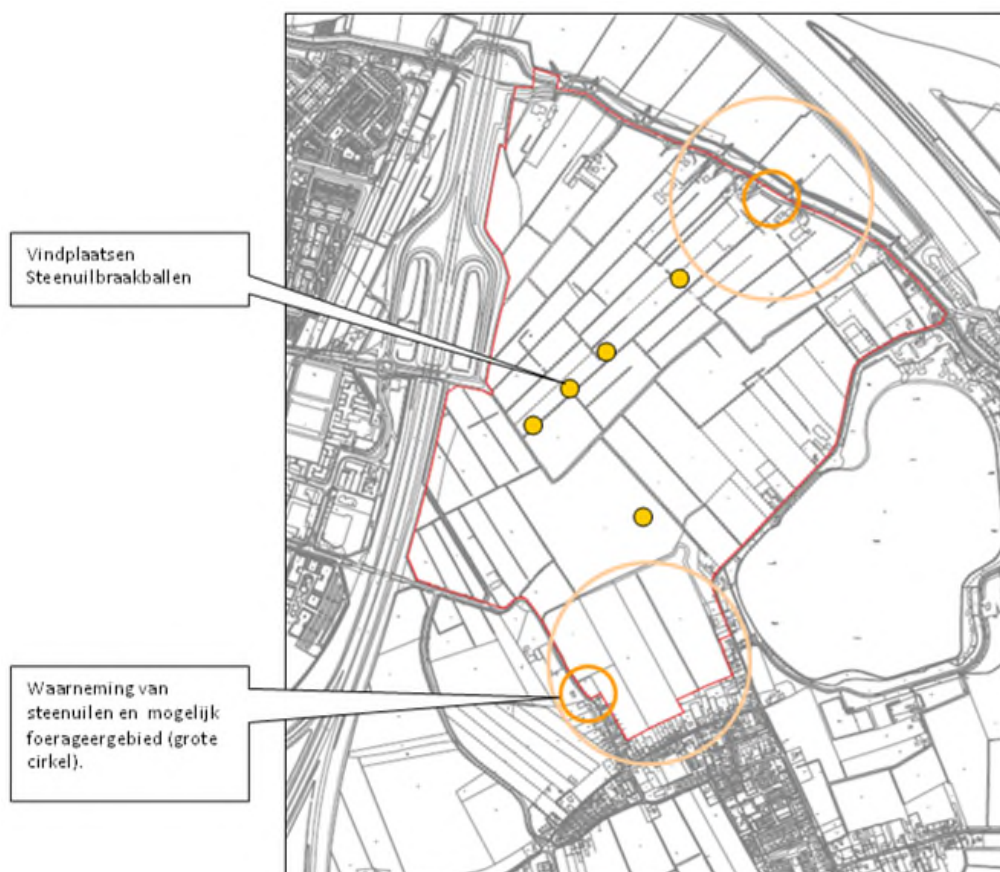 Vindplaatsen
Steenuilbraakballen
Waarneming van
steenuilen en mogelijk
foerageergebied (grote
cirkel).